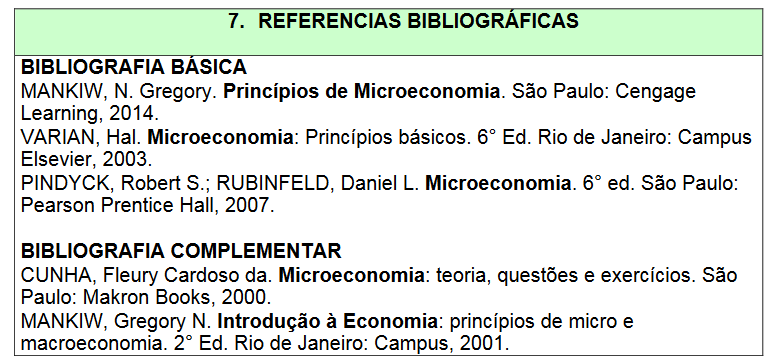 7. REFERENCIAS BIBLIOGRÁFICAS
BIBLIOGRAFIA BÁSICA
MANKIW, N. Gregory. Princípios de Microeconomia. São Paulo: Cengage
Learning, 2014.
VARIAN, Hal. Microeconomia: Princípios básicos. 6° Ed. Rio de Janeiro: Campus
Elsevier, 2003.
PINDYCK, Robert S.; RUBINFELD, Daniel L. Microeconomia. 6° ed. São Paulo:
Pearson Prentice Hall, 2007.
BIBLIOGRAFIA COMPLEMENTAR
CUNHA, Fleury Cardoso da. Microeconomia: teoria, questões e exercícios. São
Paulo: Makron Books, 2000.
MANKIW, Gregory N. Introdução à Economia: princípios de micro e
macroeconomia. 2° Ed. Rio de Janeiro: Campus, 2001.